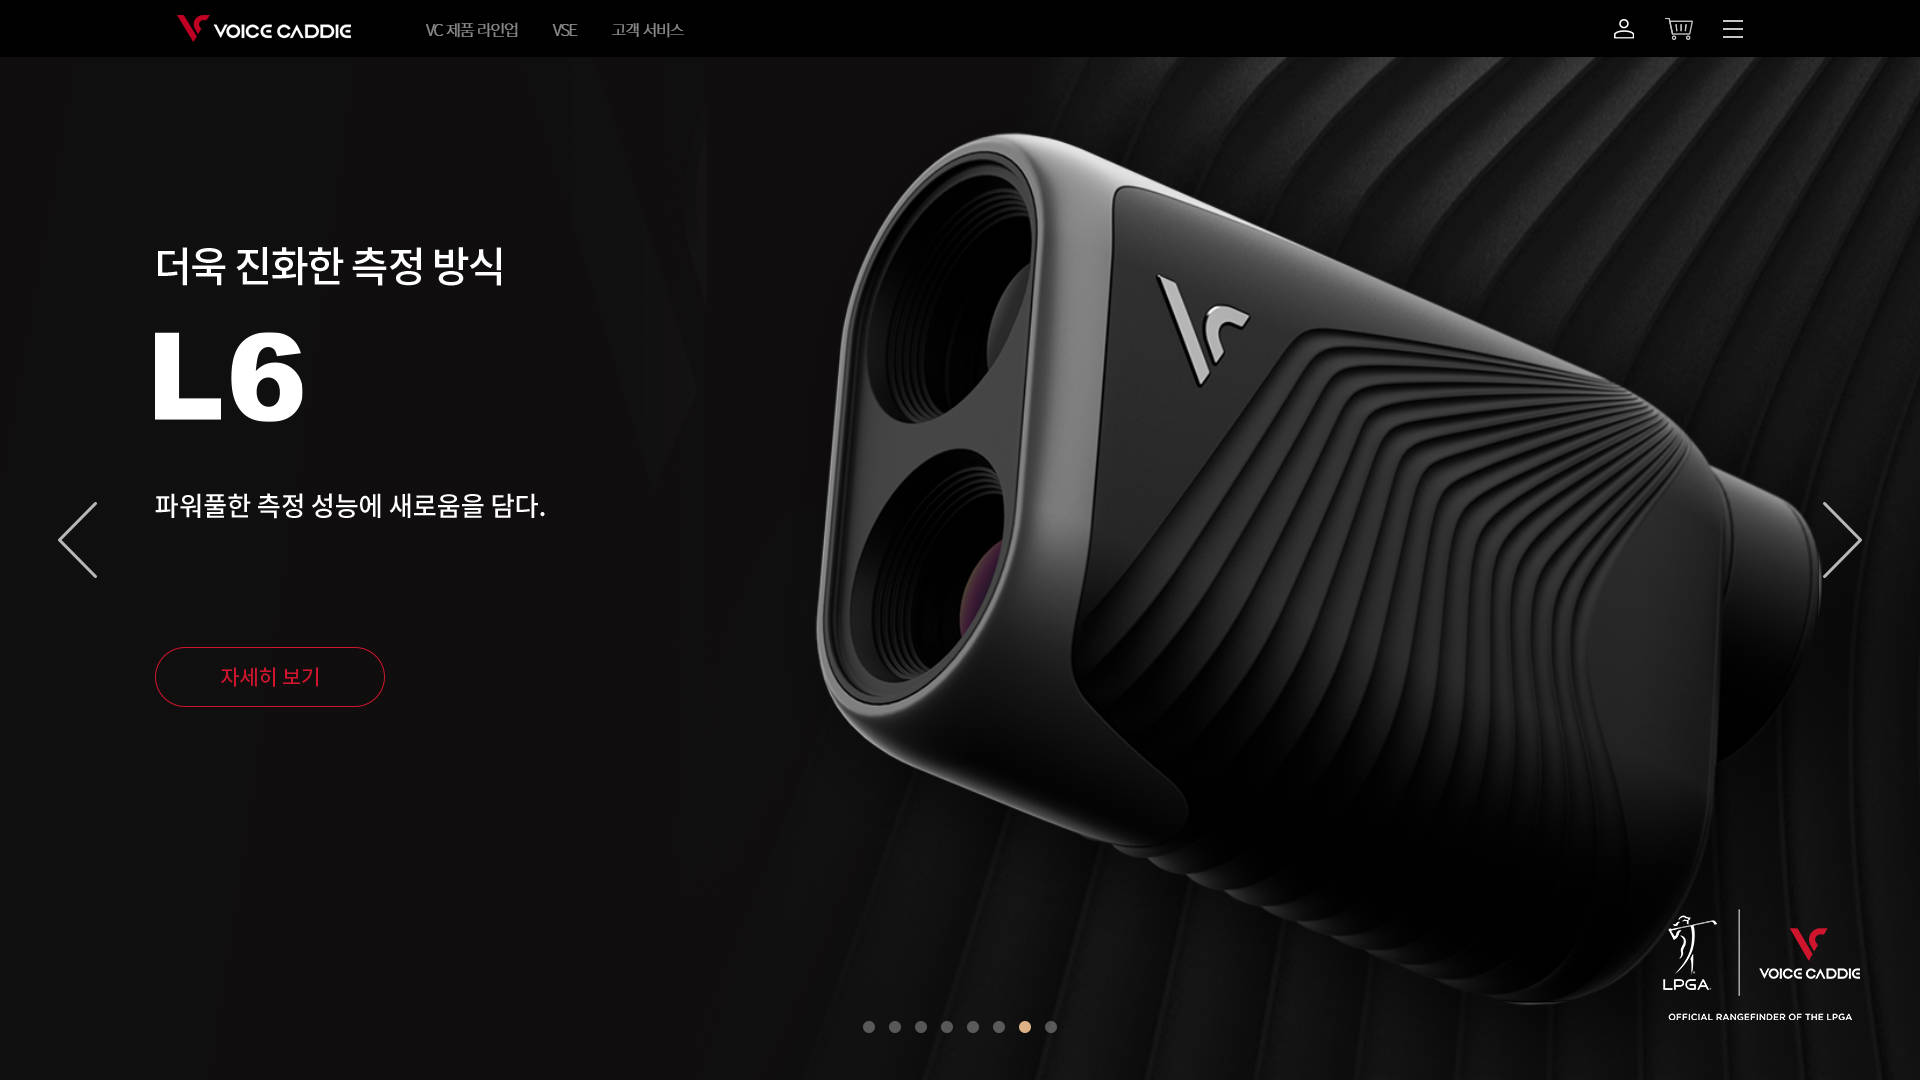 VOICE CADDIE
VC 제품 라인업
VSE
고객 서비스
더욱 진화한 측정 방식
L6
파워풀한 측정 성능에 새로움을 담다.
자세히 보기
LPGA
VOICE CADDIE
OFFICIAL RANGEFINDER OF THE LPGA